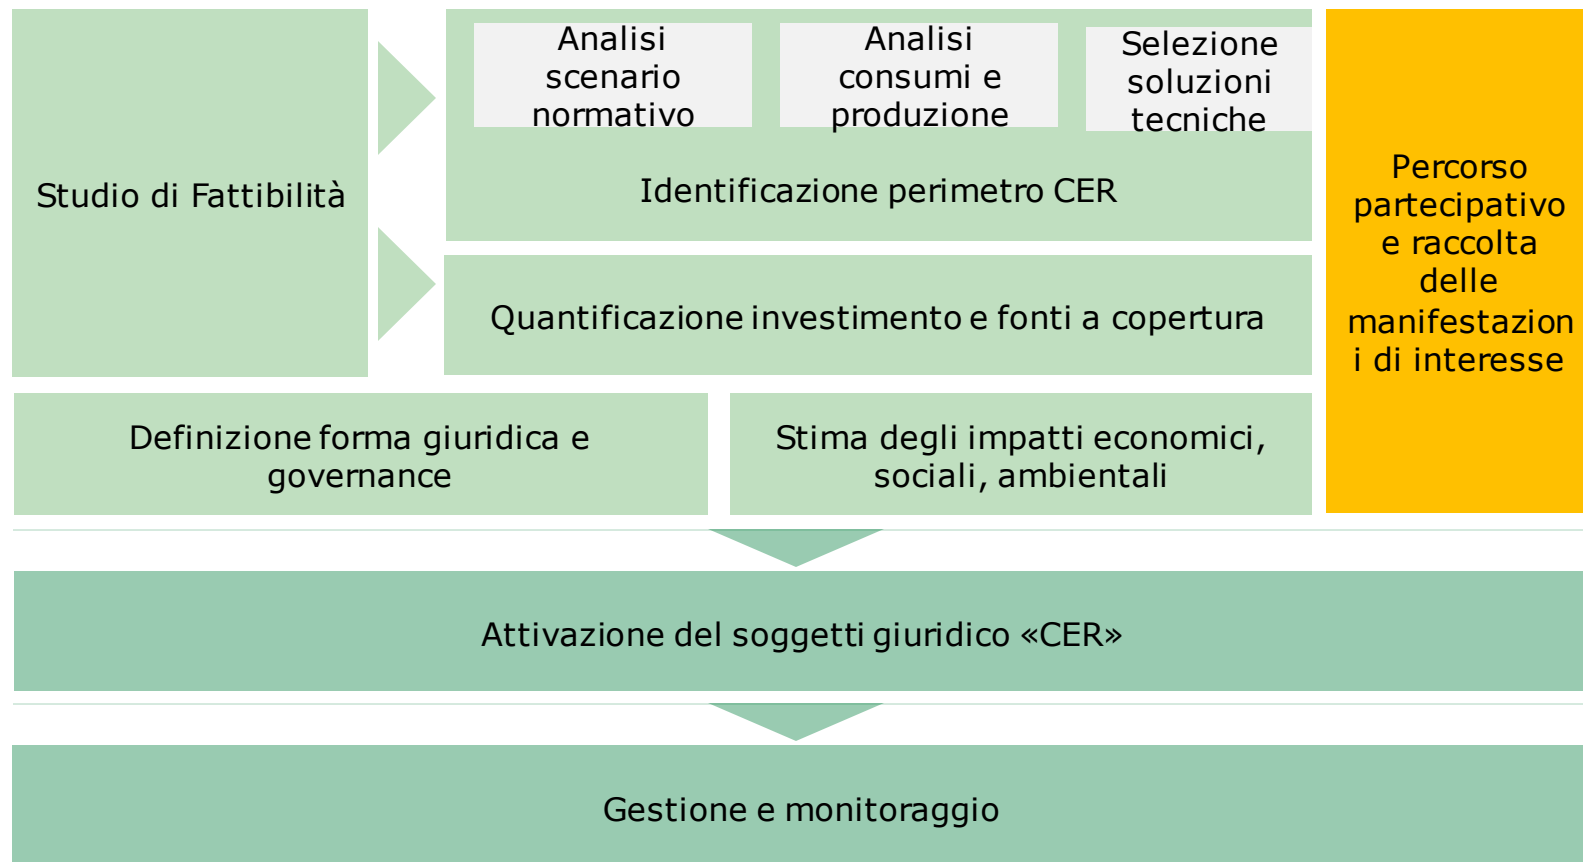 Studio di Fattibilità
Analisi
scenario
normativo
Analisi
consumi e
produzione
Selezione
soluzioni
tecniche
Identificazione perimetro CER
Quantificazione investimento e fonti a copertura
Percorso
partecipativo
e raccolta
delle
manifestazion
i di interesse
Definizione forma giuridica e
governance
Stima degli impatti economici,
sociali, ambientali
Attivazione del soggetti giuridico «CER»
Gestione e monitoraggio